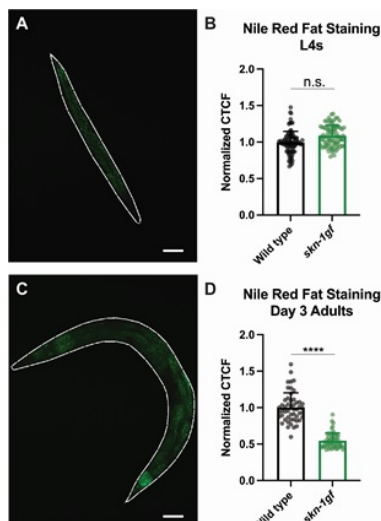 A
B
Nile Red Fat Staining
L4s
n.s.
Normalized CTCF
2.0
1.5
1.0
0.5
0.0
Wild type
skn-1gf
C
D
Nile Red Fat Staining
Day 3 Adults
****
Normalized CTCF
2.0
1.5
1.0
0.5
0.0
Wild type
skn-1gf